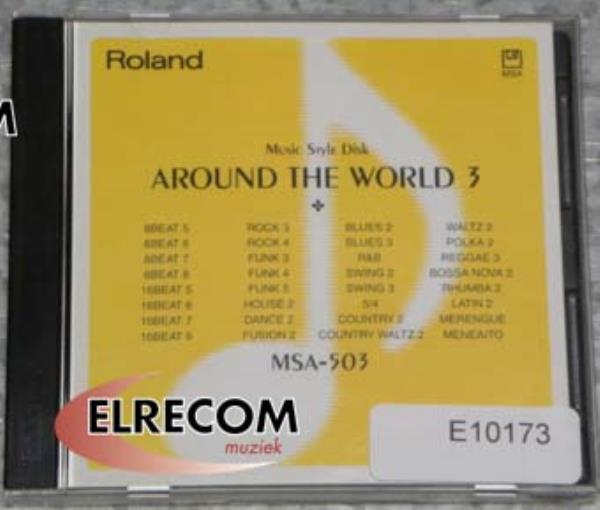 Roland
MSA
M
Music Style Disk
AROUND THE WORLD 3
8BEAT 5 ROCK 3 BLUES 2 WALTZ 2
8BEAT 6 ROCK 4 BLUES 3 POLKA 2
8BEAT 7 FUNK 3 R&B REGGAE 3
8BEAT 8 FUNK 4 SWING 2 BOSSA NOVA 2
16BEAT 5 FUNK 5 SWING 3 RHUMBA 2
16BEAT 6 HOUSE 2 5/4 LATIN 2
16BEAT 7 DANCE 2 COUNTRY 2 MERENGUE
16BEAT 8 FUSION 2 COUNTRY WALTZ 2 MENEAITO
MSA-503
ELRECOM
muziek
E10173